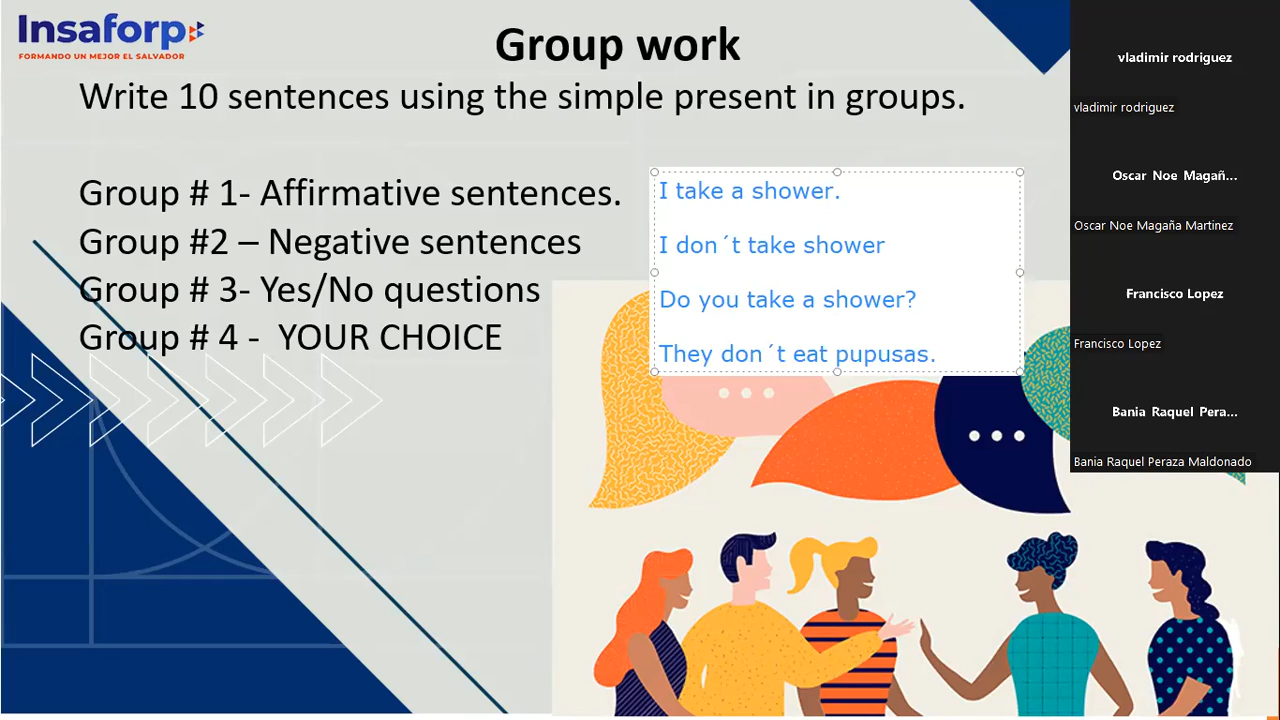 Insaforp
FORMANDO UN MEJOR EL SALVADOR
Group work
Write 10 sentences using the simple present in groups.
Group # 1- Affirmative sentences.
Group #2 – Negative sentences
Group # 3- Yes/No questions
Group # 4 - YOUR CHOICE
I take a shower.
I don´t take shower
Do you take a shower?
They don´t eat pupusas.
vladimir rodriguez
vladimir rodriguez
Oscar Noe Magañ...
Oscar Noe Magaña Martinez
Francisco Lopez
Francisco Lopez
Bania Raquel Pera...
Bania Raquel Peraza Maldonado